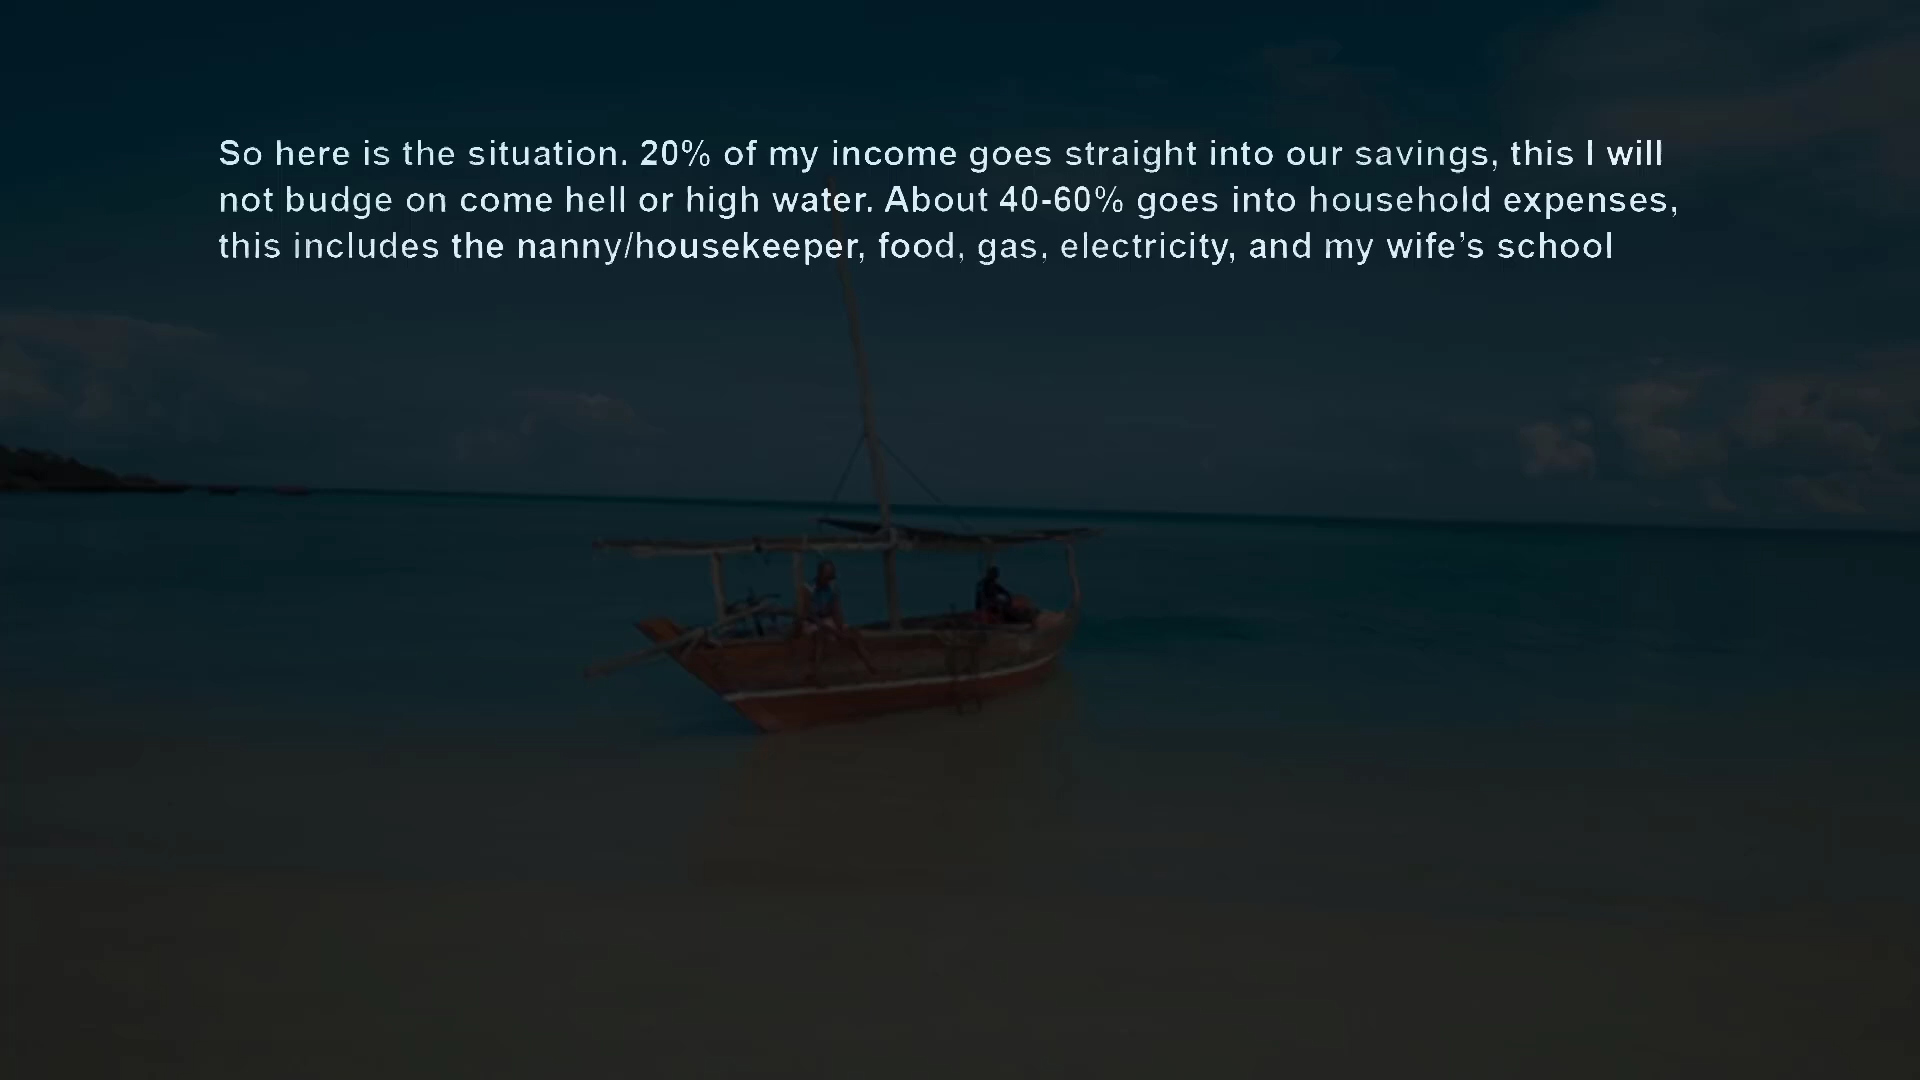 So here is the situation. 20% of my income goes straight into our savings, this I will
not budge on come hell or high water. About 40-60% goes into household expenses,
this includes the nanny/housekeeper, food, gas, electricity, and my wife’s school